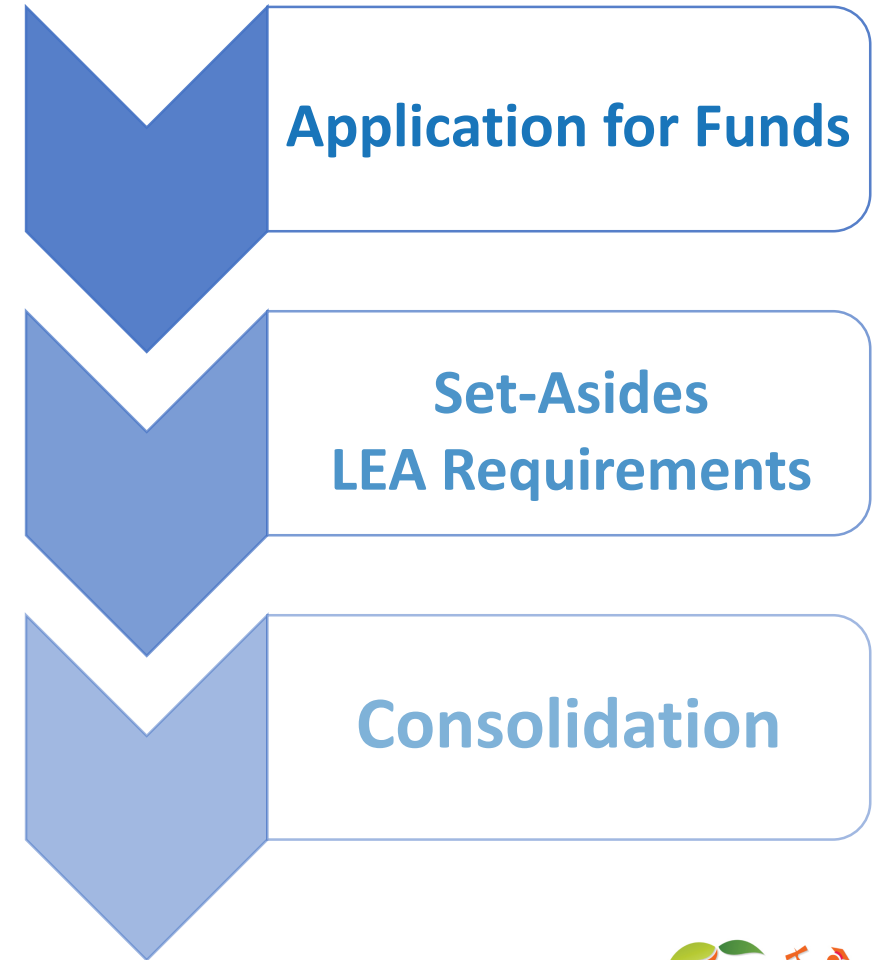 Application for Funds
Set-Asides
LEA Requirements
Consolidation